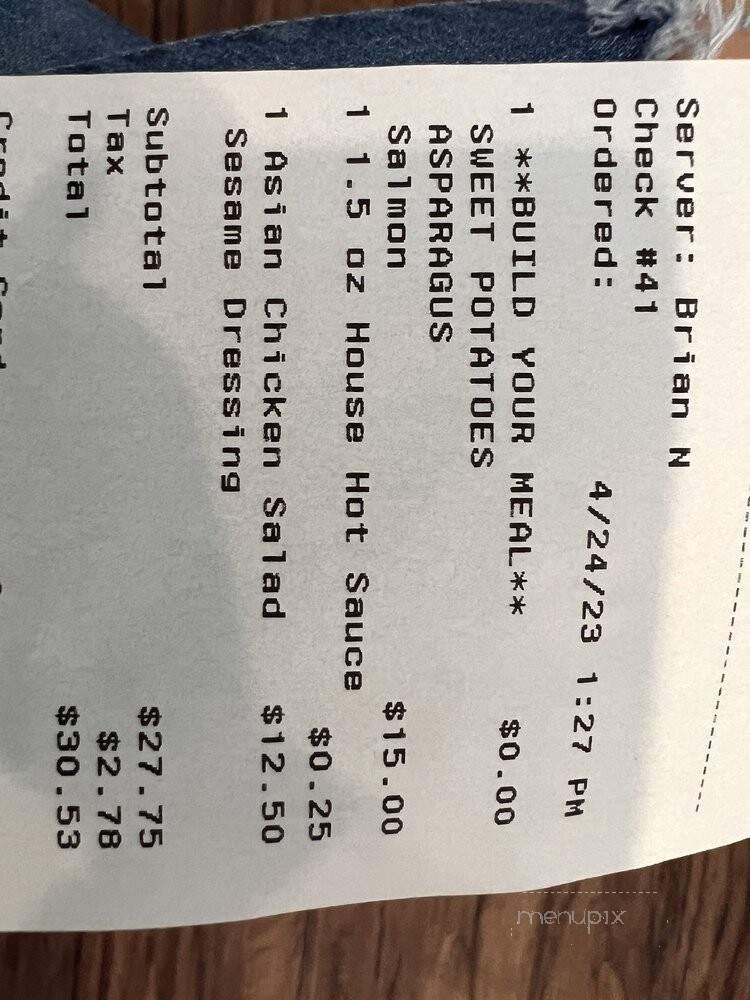 Server: Brian N
Check #41
Ordered: 4/24/23 1:27 PM
1 **BUILD YOUR MEAL** $0.00
SWEET POTATOES
ASPARAGUS
Salmon $15.00
1 1.5 oz House Hot Sauce
$0.25
1 Asian Chicken Salad $12.50
Sesame Dressing
Subtotal $27.75
Tax $2.78
Total $30.53
Credit Card
menupix